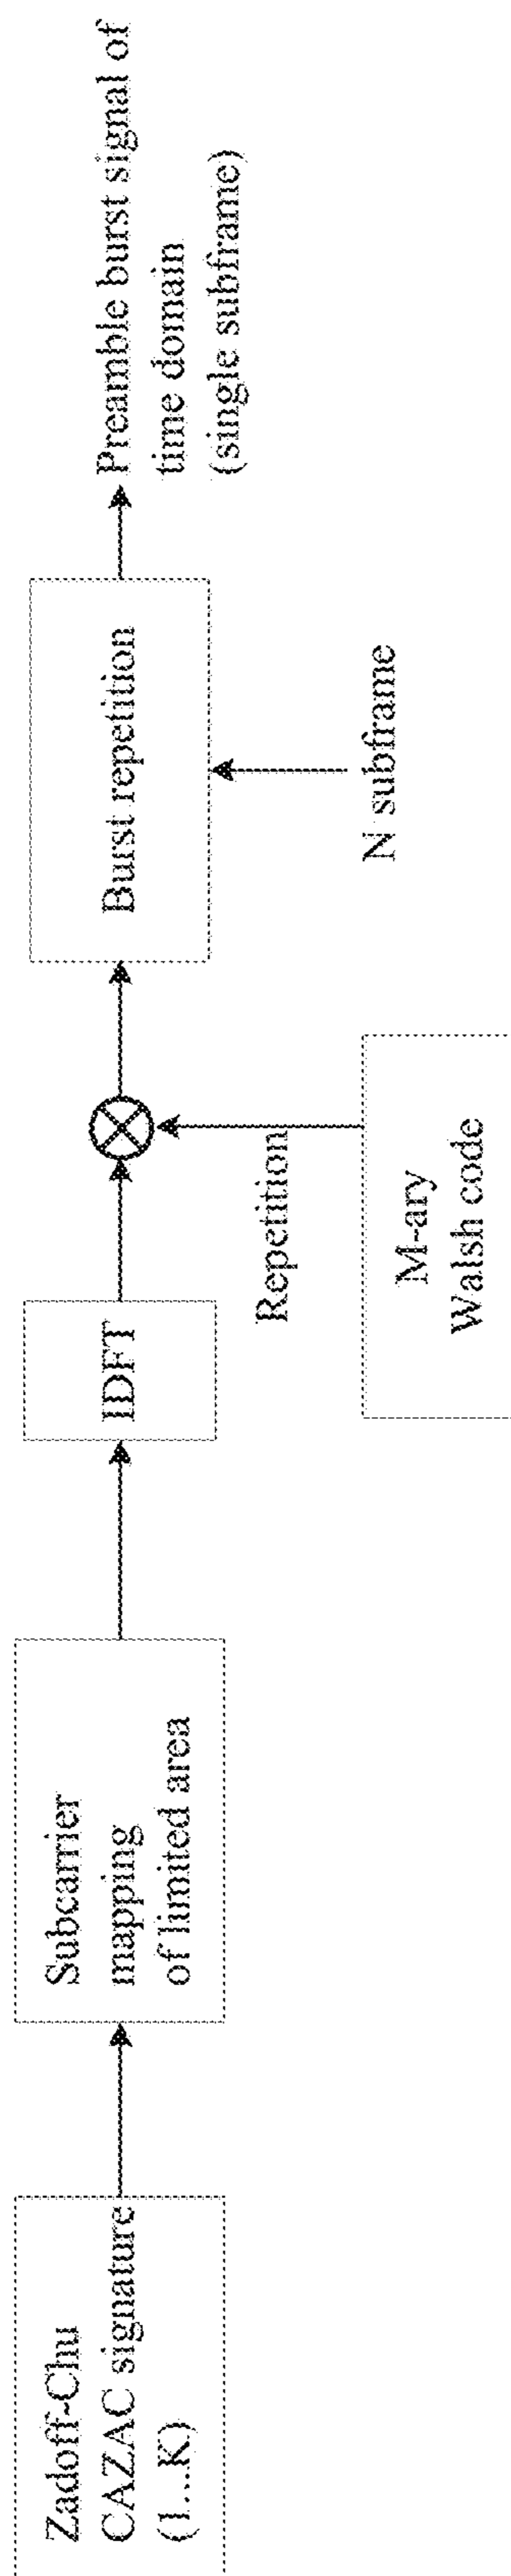 Zadoff-Chu
CAZAC signature
(1...K)
Subcarrier
mapping
of limited area
IDFT
Repetition
M-ary
Walsh code
Burst repetition
N subframe
Preamble burst signal of
time domain
(single subframe)